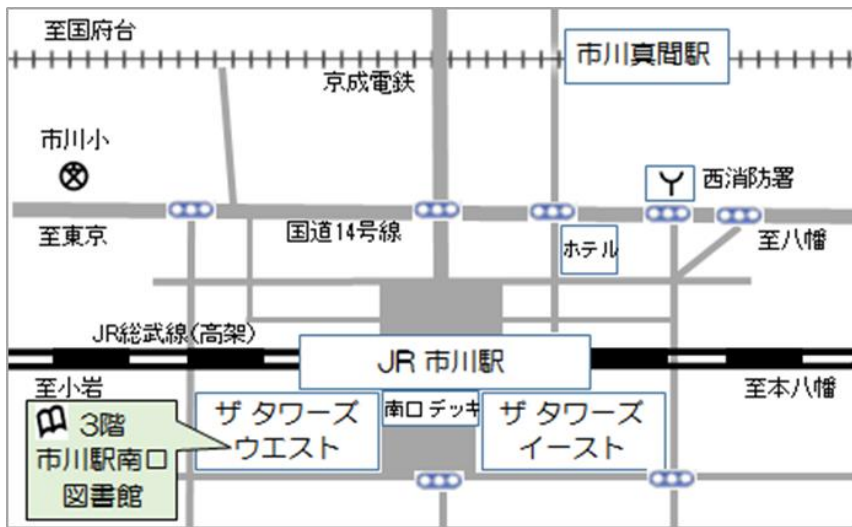 至国府台
市川真間駅
京成電鉄
市川小
西消防署
至東京
国道14号線
ホテル
至八幡
JR総武線(高架)
JR 市川駅
至小岩
至本八幡
3階
市川駅南口
図書館
ザ タワーズ
ウエスト
南口 デッキ
ザ タワーズ
イースト